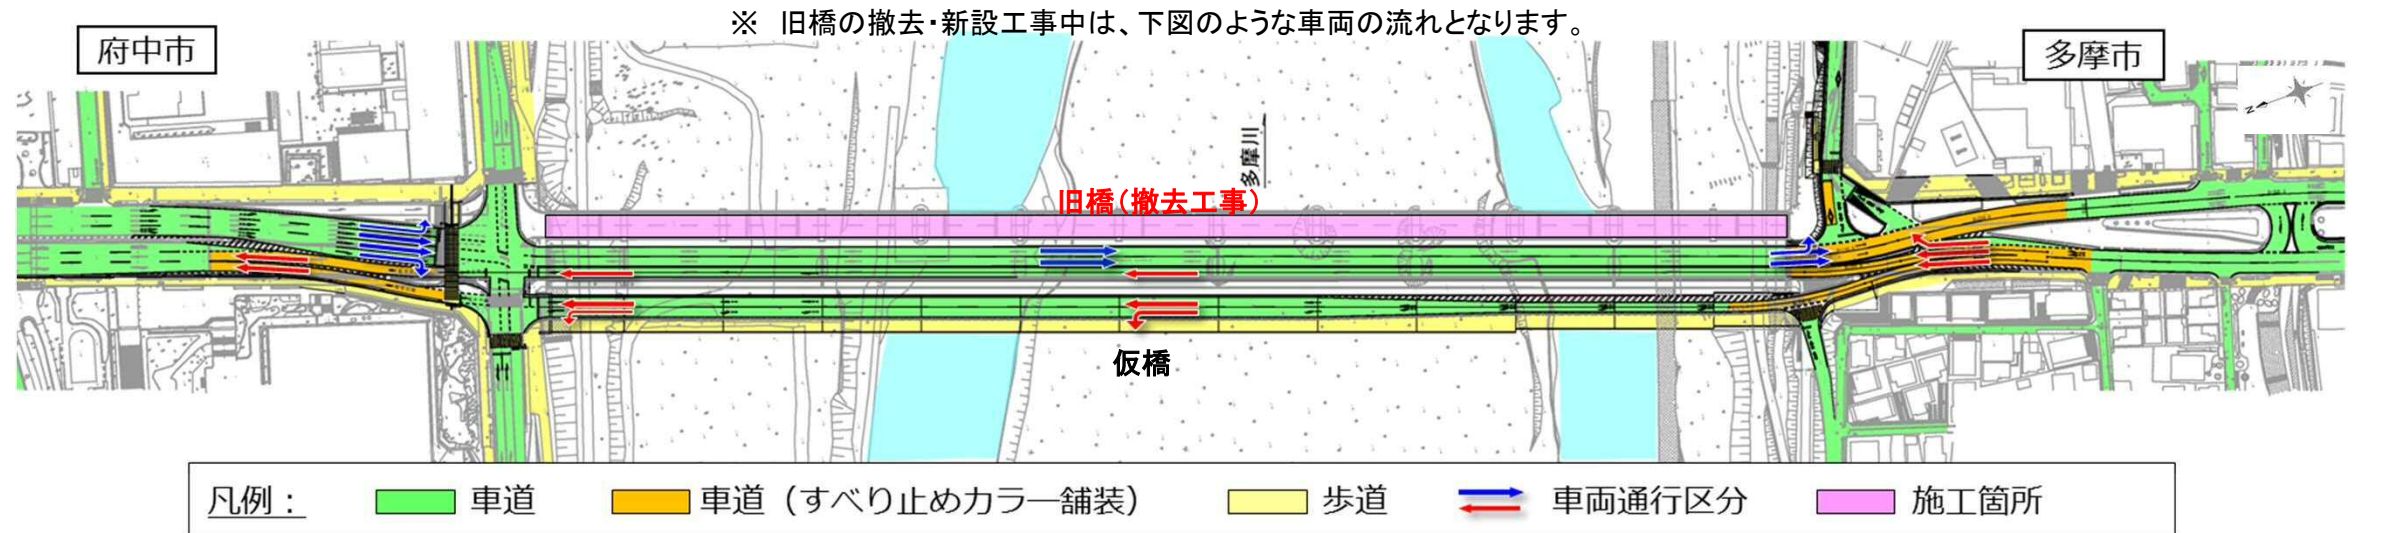 ※　旧橋の撤去・新設工事中は、下図のような車両の流れとなります。
府中市
多摩市
N
多摩川
旧橋（撤去工事）
仮橋
凡例：
車道
車道（すべり止めカラー舗装）
歩道
車両通行区分
施工箇所